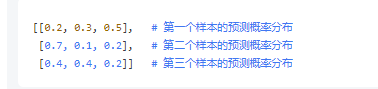 [[0.2, 0.3, 0.5],  # 第一个样本的预测概率分布
[0.7, 0.1, 0.2],  # 第二个样本的预测概率分布
[0.4, 0.4, 0.2]]  # 第三个样本的预测概率分布